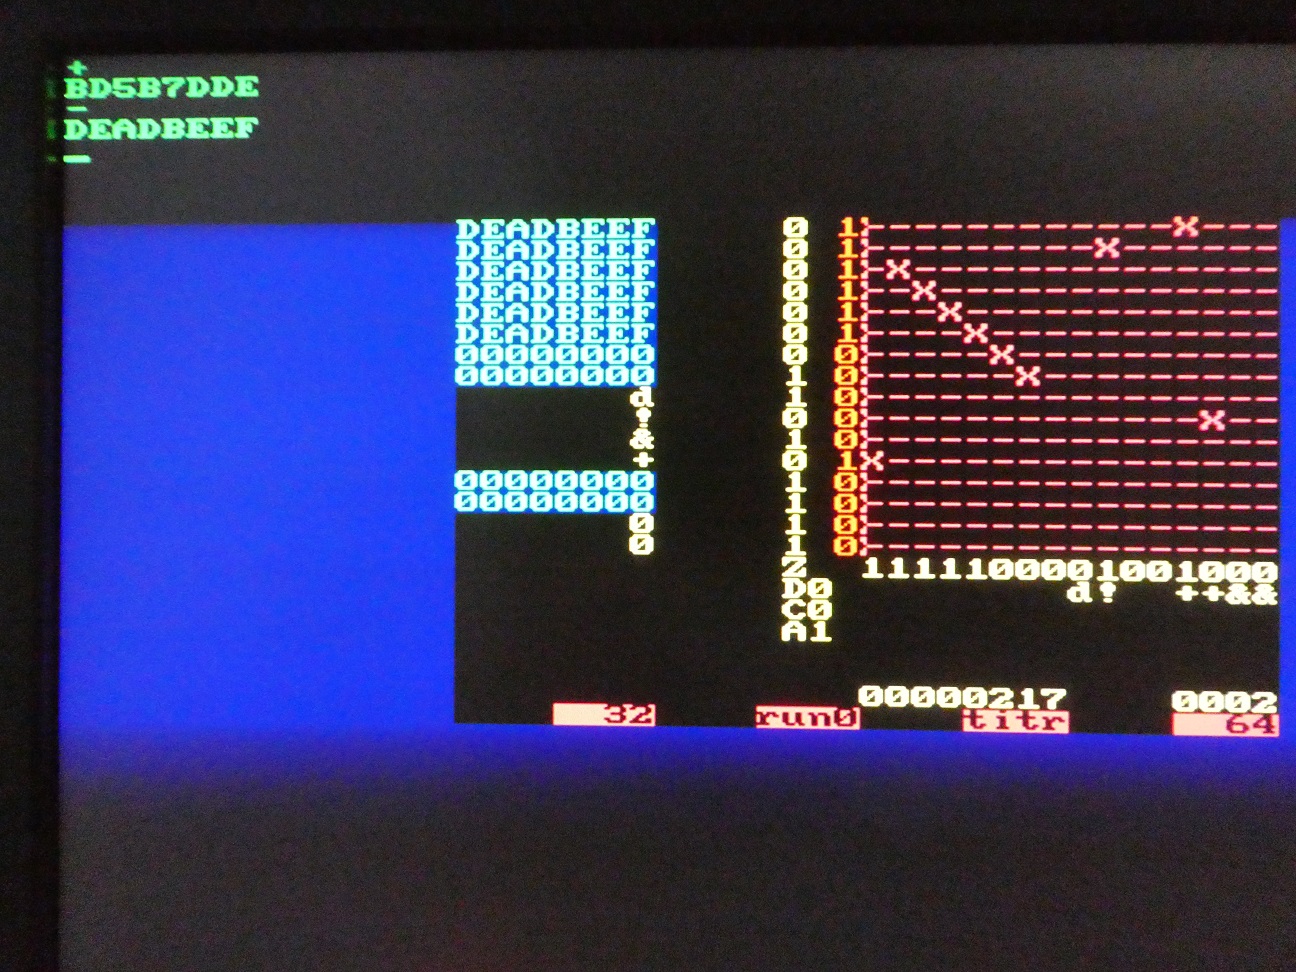 +
BD5B7DDE
-
DEADBEEF
_
DEADBEEF 0 1:------------X---
DEADBEEF 0 1:---------X------
DEADBEEF 0 1:-X--------------
DEADBEEF 0 1:--X-------------
DEADBEEF 0 1:---X------------
DEADBEEF 0 1:----X-----------
00000000 0 0:-----X----------
00000000 1 0:------X---------
d 1 0:----------------
! 0 0:-------------X--
& 1 0:----------------
+ 0 1:X---------------
00000000 1 0:----------------
00000000 1 0:----------------
0 1 0:----------------
0 1 0:----------------
Z 1111100001001000
D0 d! ++&&
C0
A1
00000217 0002
32 run0 titr 64